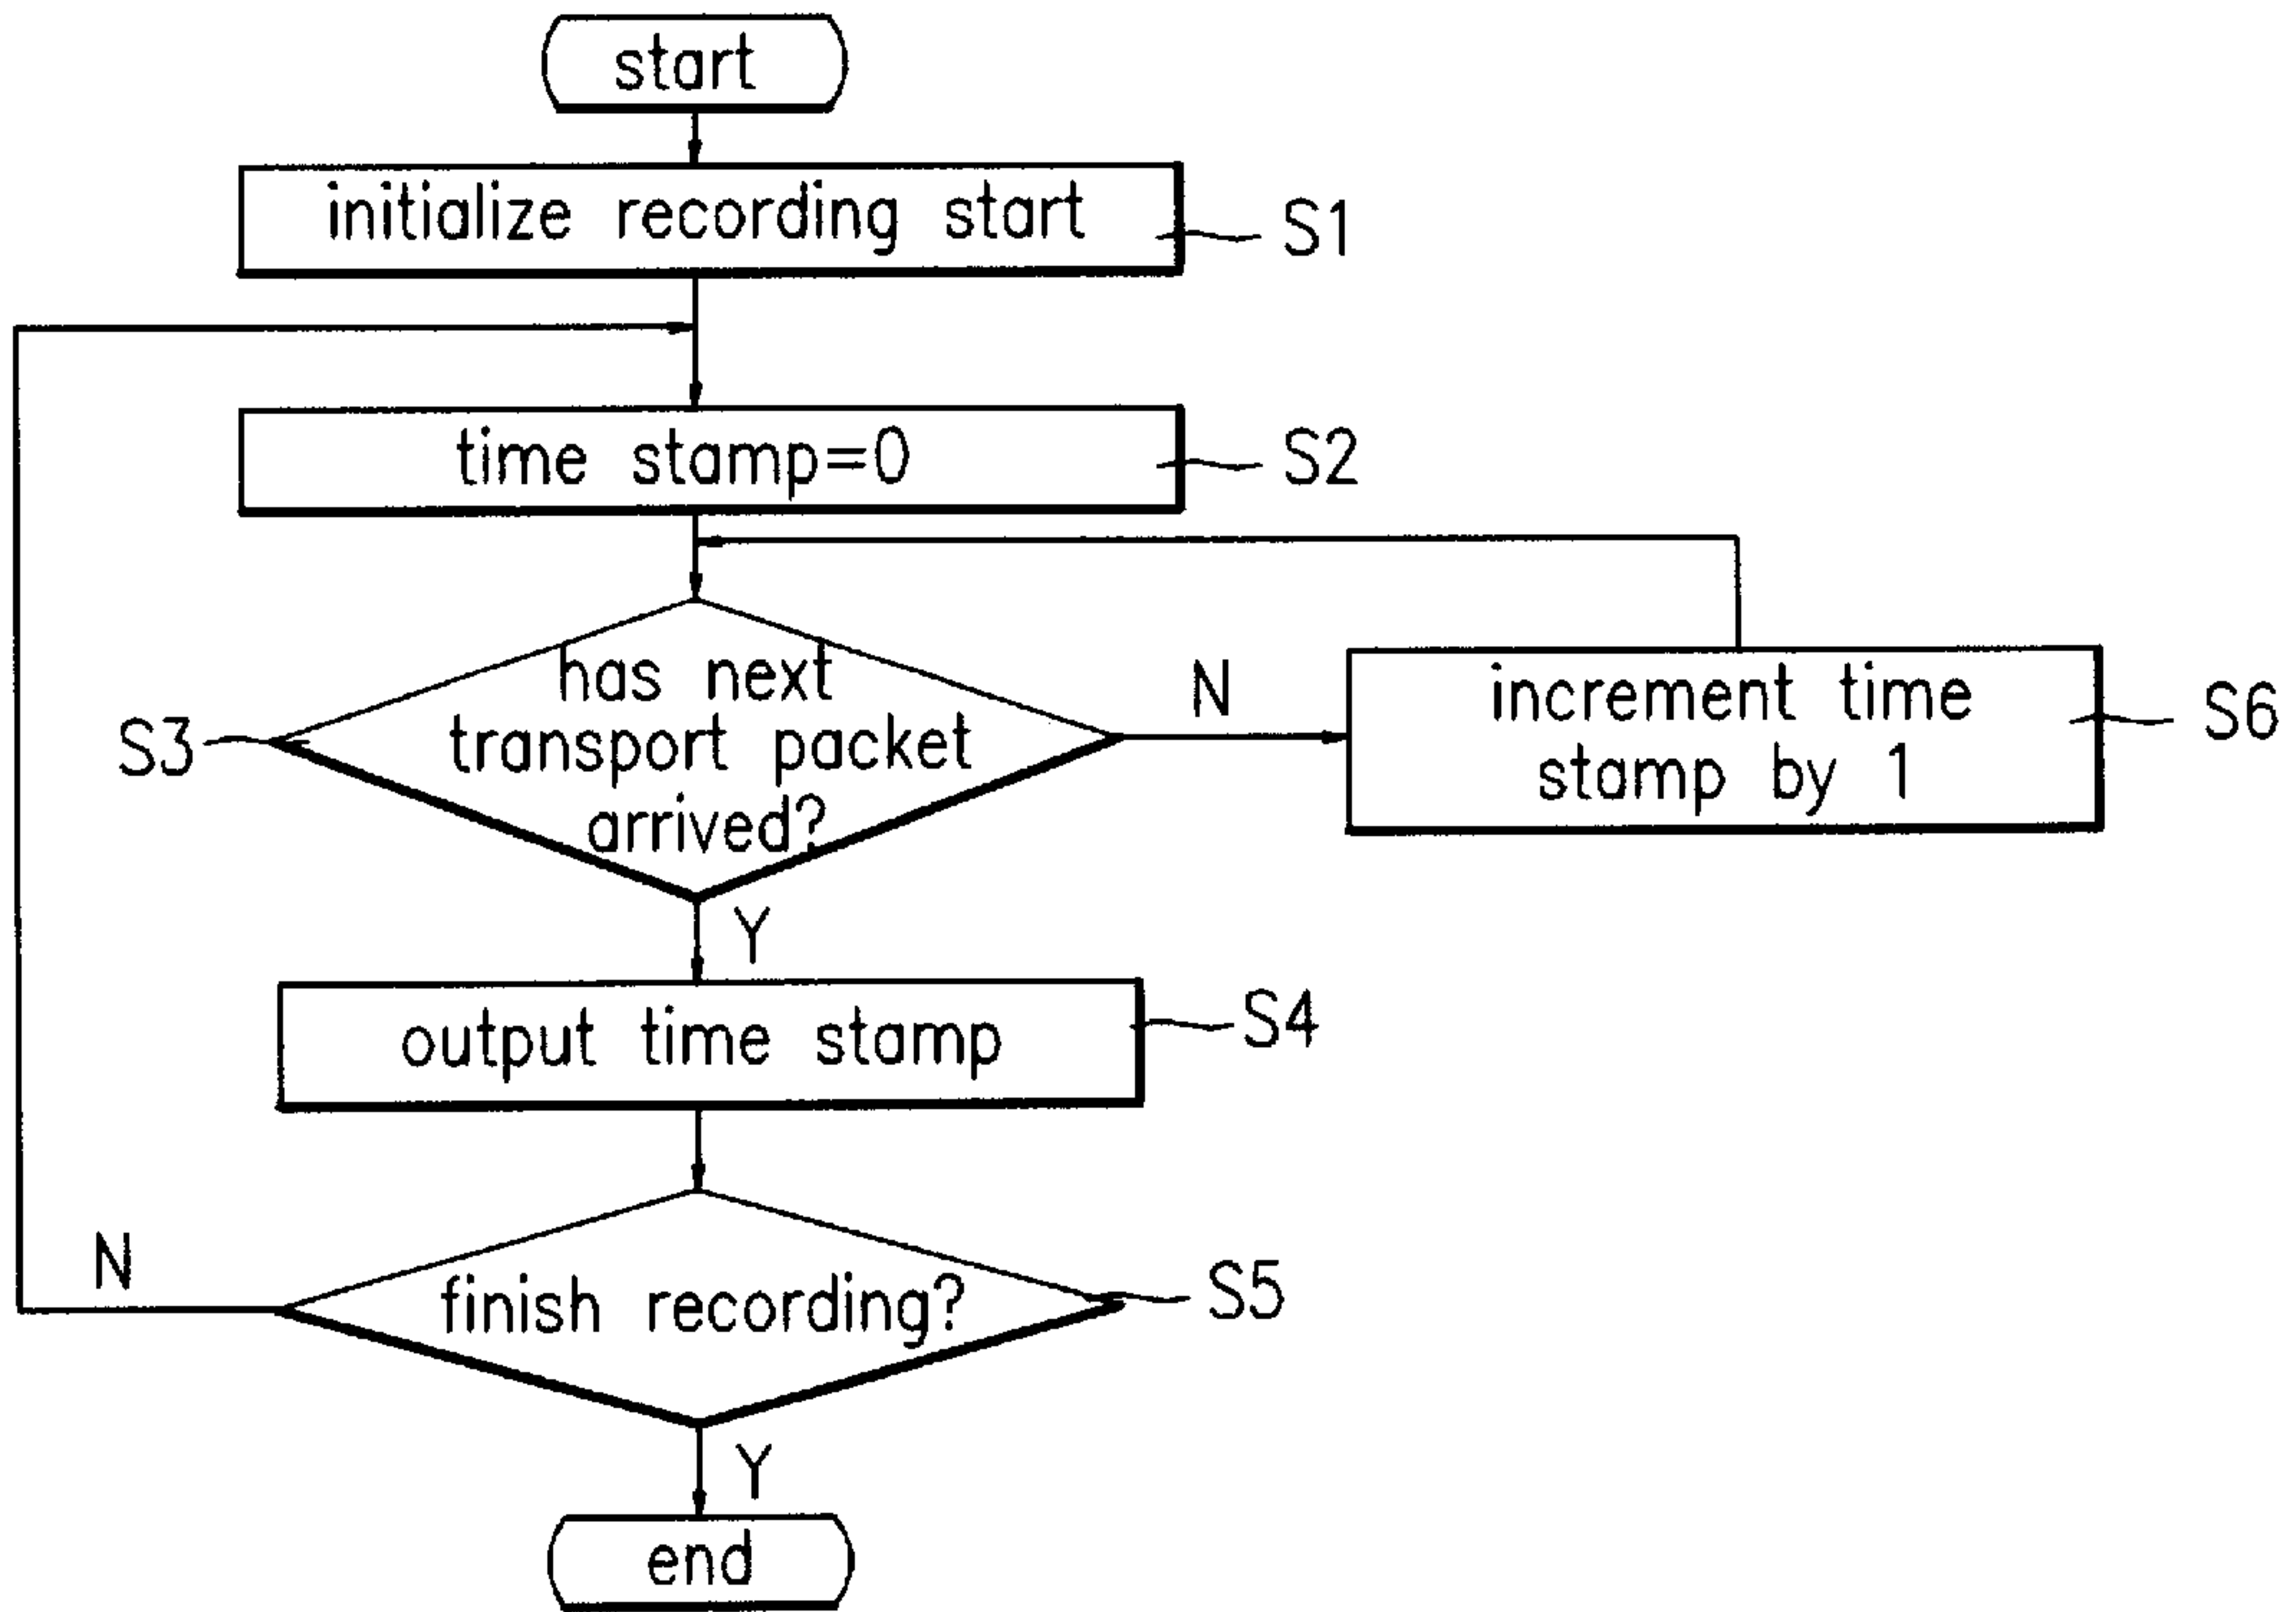 start
initialize recording start
S1
time stamp=0
S2
has next
transport packet
arrived?
S3
N
increment time
stamp by 1
S6
Y
output time stamp
S4
N
finish recording?
S5
Y
end